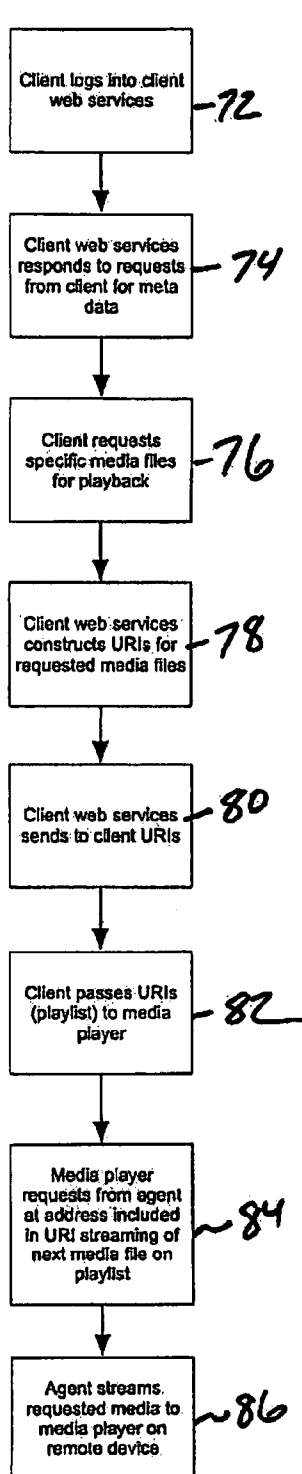 Client logs into client
web services
72
Client web services
responds to requests
from client for meta
data
74
Client requests
specific media files
for playback
76
Client web services
constructs URIs for
requested media files
78
Client web services
sends to client URIs
80
Client passes URIs
(playlist) to media
player
82
Media player
requests from agent
at address included
in URI streaming of
next media file on
playlist
84
Agent streams
requested media to
media player on
remote device
86